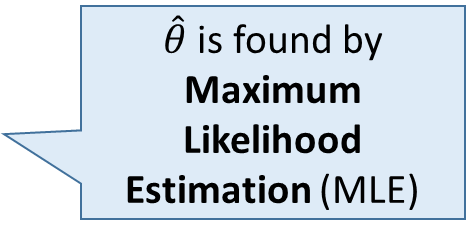 θ̂ is found by
Maximum
Likelihood
Estimation (MLE)